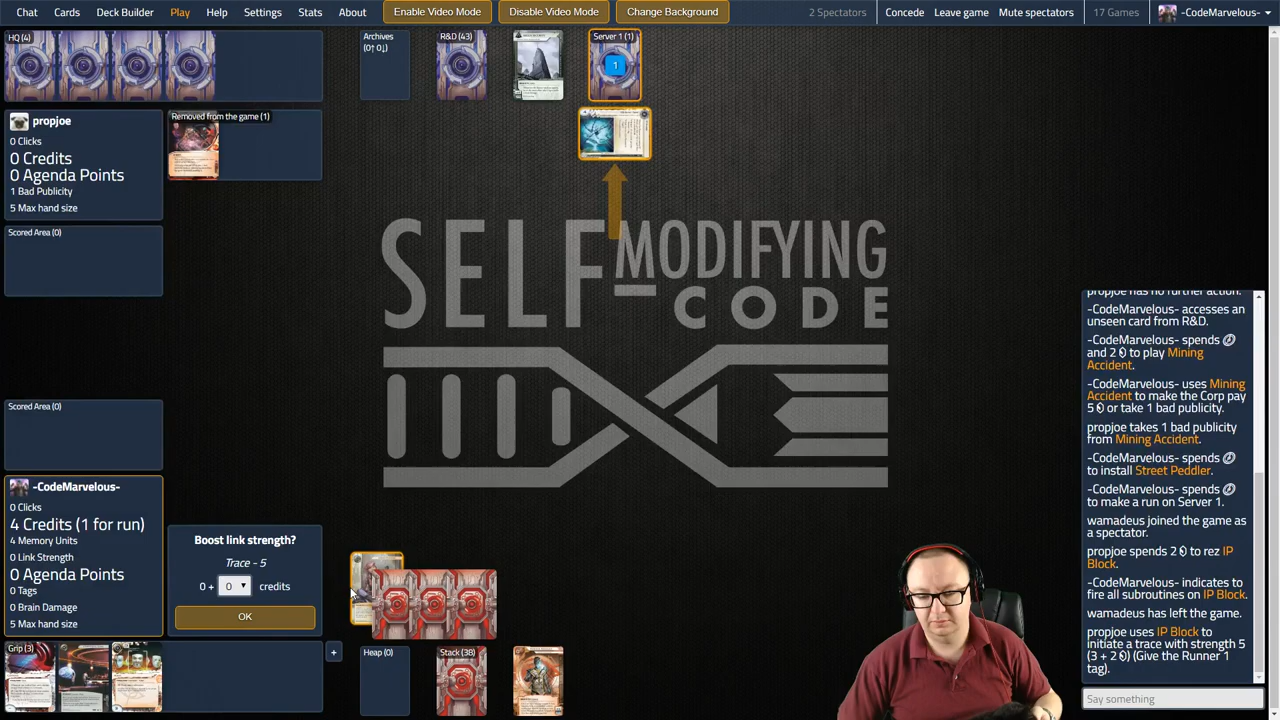 Chat
Cards
Deck Builder
Play
Help
Settings
Stats
About
Enable Video Mode
Disable Video Mode
Change Background
2 Spectators
Concede
Leave game
Mute spectators
17 Games
-CodeMarvelous-
HQ (4)
Archives
(0↑ 0↓)
R&D (43)
Server 1 (1)
1
propjoe
0 Clicks
0 Credits
0 Agenda Points
1 Bad Publicity
5 Max hand size
Removed from the game (1)
Scored Area (0)
SELF-MODIFYING
CODE
Scored Area (0)
-CodeMarvelous-
0 Clicks
4 Credits (1 for run)
4 Memory Units
0 Link Strength
0 Agenda Points
0 Tags
0 Brain Damage
5 Max hand size
Boost link strength?
Trace - 5
0 + 0 credits
OK
Grip (3)
+
Heap (0)
Stack (38)
propjoe has no further action.
-CodeMarvelous- accesses an
unseen card from R&D.
-CodeMarvelous- spends
and 2 to play Mining
Accident.
-CodeMarvelous- uses Mining
Accident to make the Corp pay
5 or take 1 bad publicity.
propjoe takes 1 bad publicity
from Mining Accident.
-CodeMarvelous- spends
to install Street Peddler.
-CodeMarvelous- spends
to make a run on Server 1.
wamadeus joined the game as
a spectator.
propjoe spends 2 to rez IP
Block.
-CodeMarvelous- indicates to
fire all subroutines on IP Block.
wamadeus has left the game.
propjoe uses IP Block to
initiate a trace with strength 5
(3 + 2) (Give the Runner 1
tag).
Say something